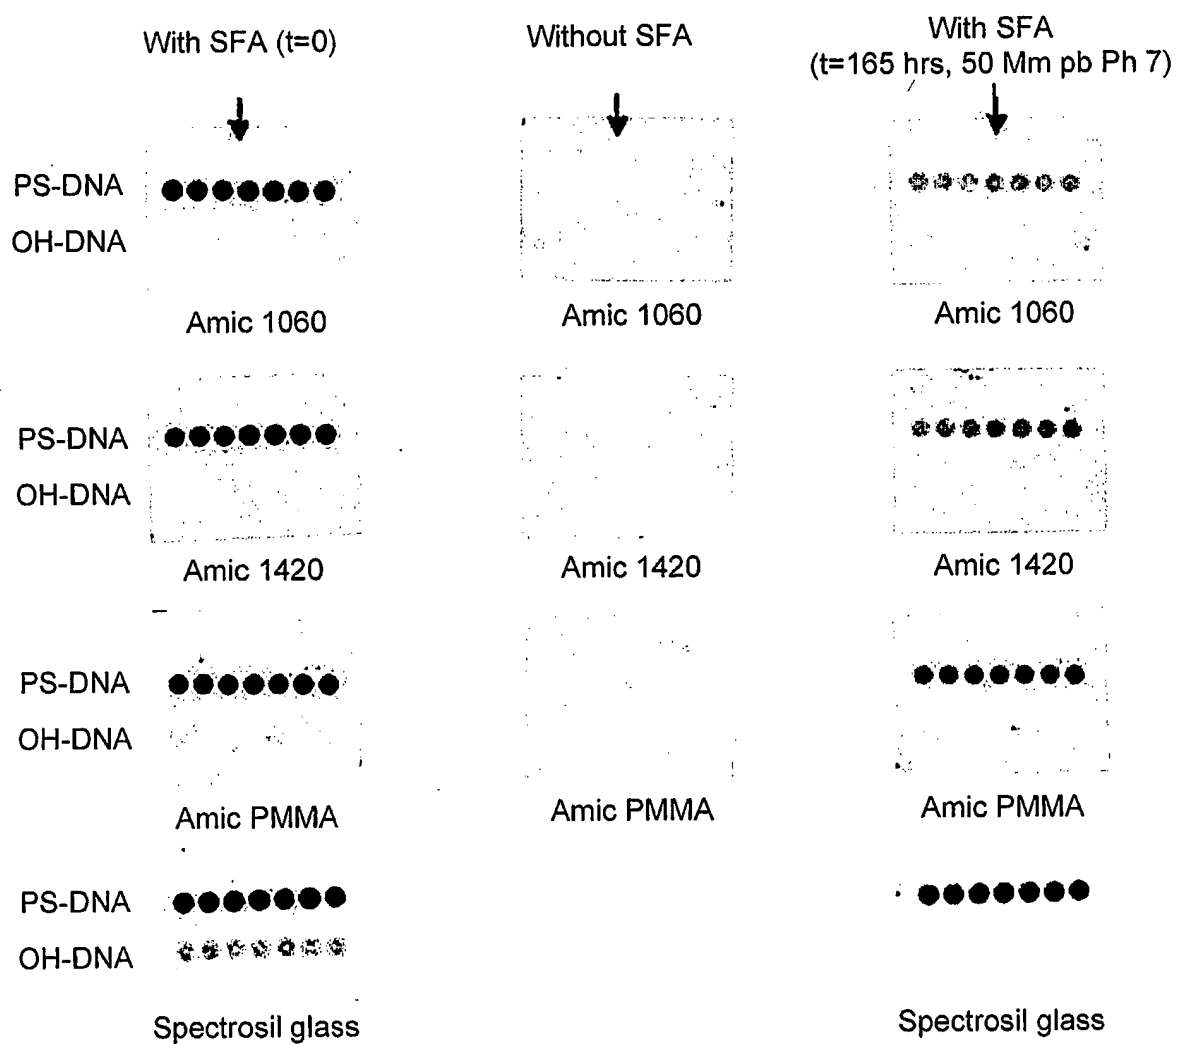 With SFA (t=0)
Without SFA
With SFA
(t=165 hrs, 50 Mm pb Ph 7)
PS-DNA
OH-DNA
Amic 1060
Amic 1060
Amic 1060
PS-DNA
OH-DNA
Amic 1420
Amic 1420
Amic 1420
PS-DNA
OH-DNA
Amic PMMA
Amic PMMA
Amic PMMA
PS-DNA
OH-DNA
Spectrosil glass
Spectrosil glass